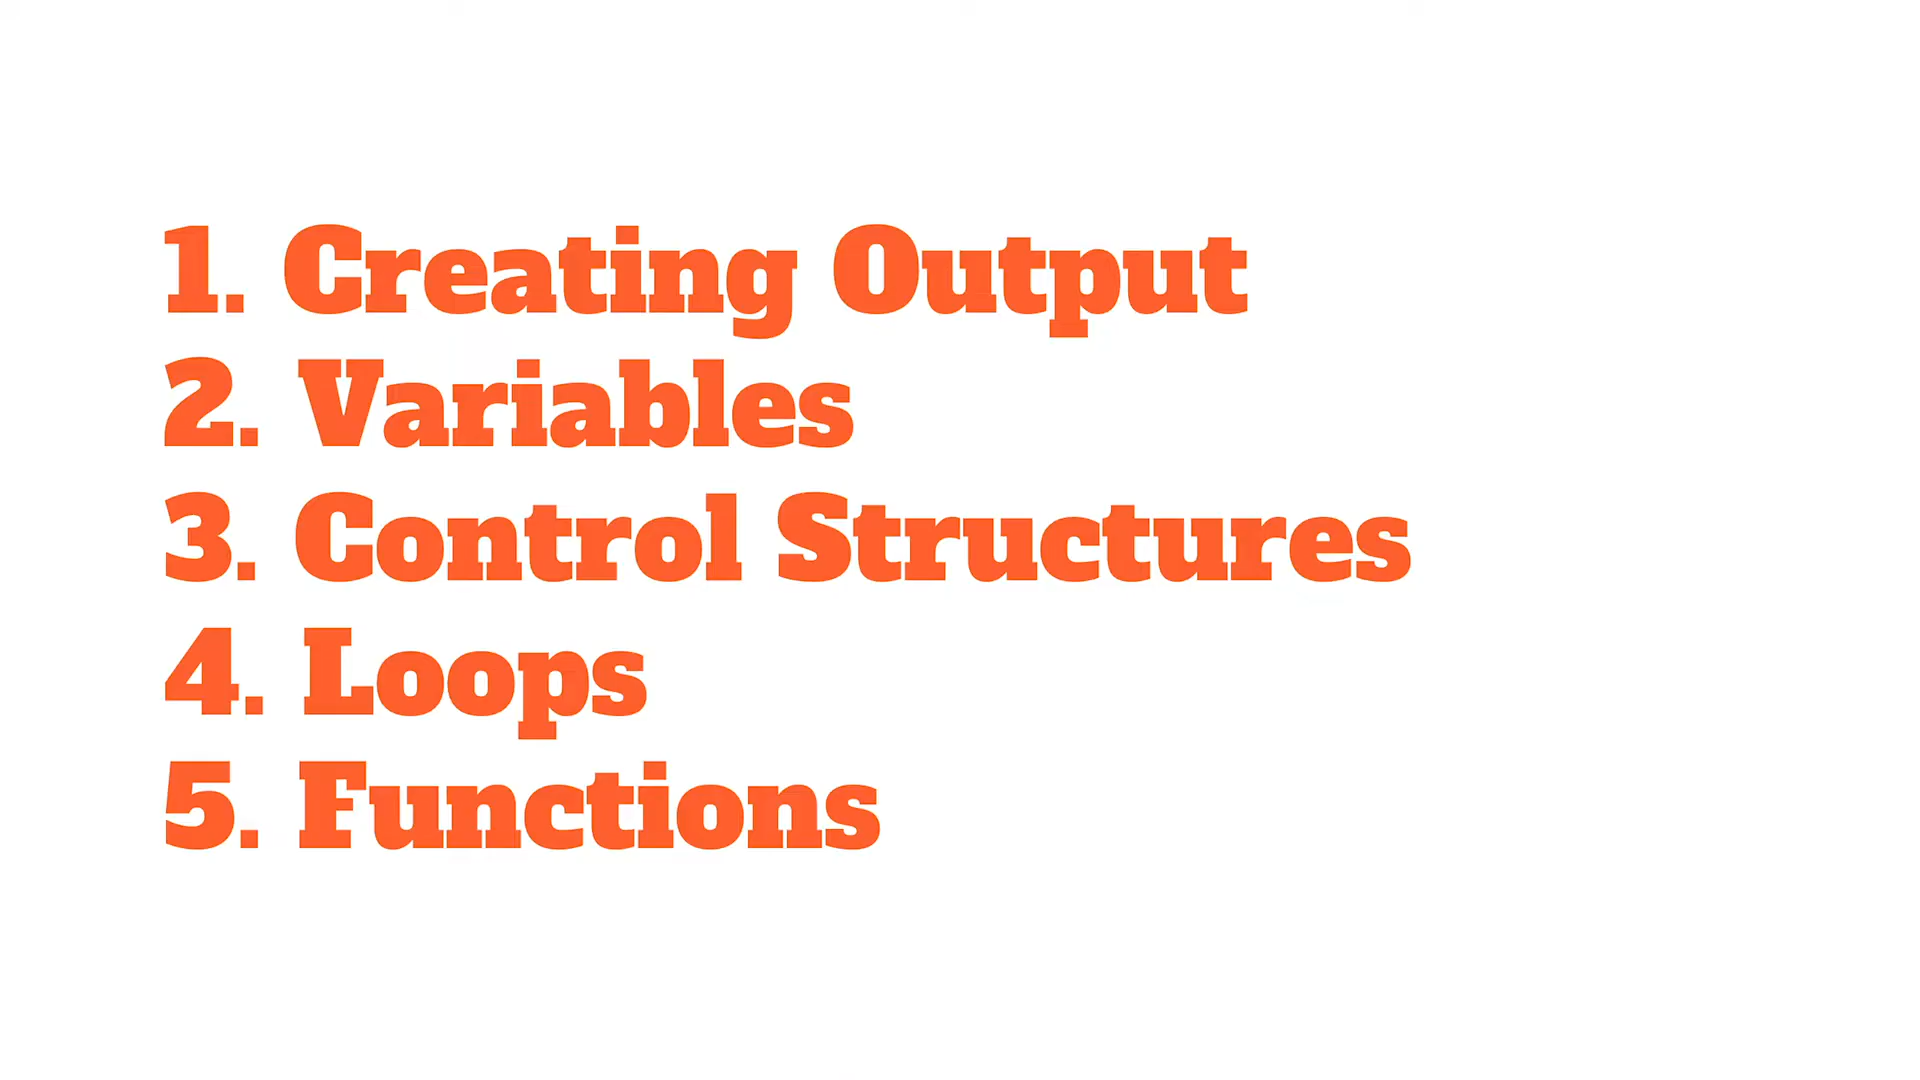 1. Creating Output
2. Variables
3. Control Structures
4. Loops
5. Functions